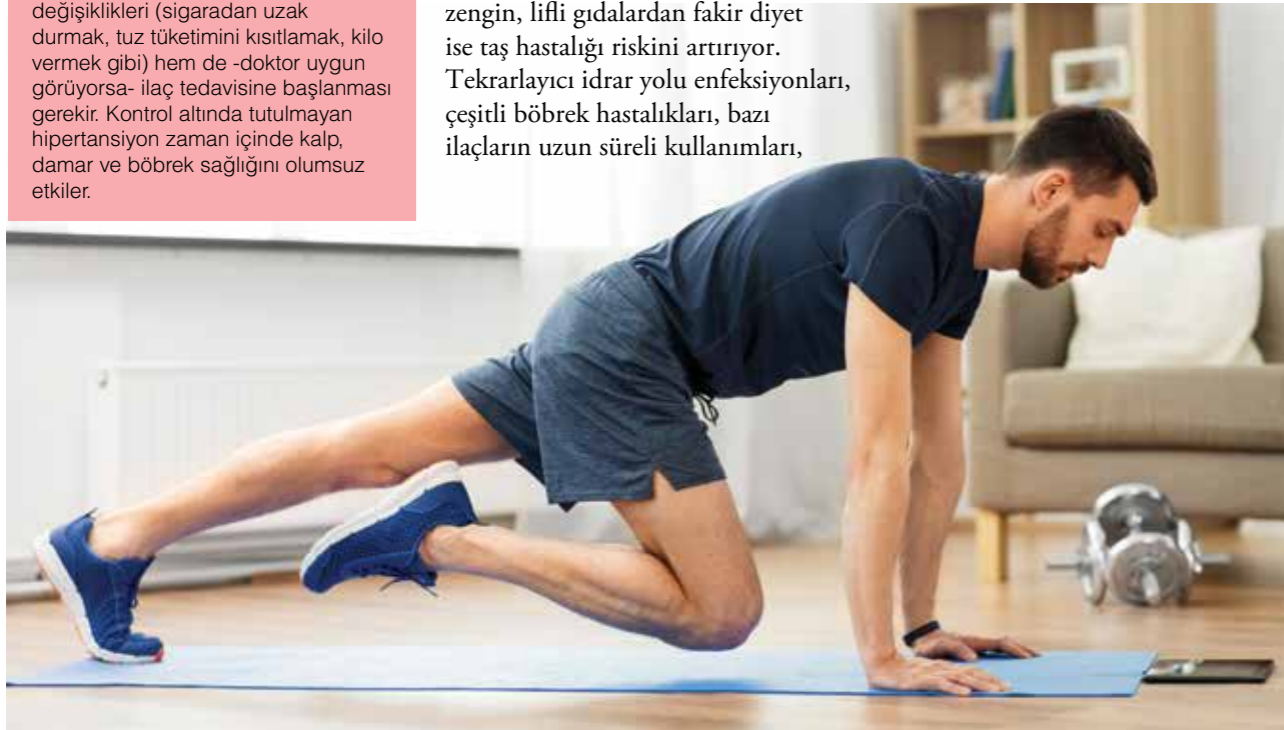 değişiklikleri (sigaradan uzak
durmak, tuz tüketimini kısıtlamak, kilo
vermek gibi) hem de -doktor uygun
görüyorsa- ilaç tedavisine başlanması
gerekir. Kontrol altında tutulmayan
hipertansiyon zaman içinde kalp,
damar ve böbrek sağlığını olumsuz
etkiler.
zengin, lifli gıdalardan fakir diyet
ise taş hastalığı riskini artırıyor.
Tekrarlayıcı idrar yolu enfeksiyonları,
çeşitli böbrek hastalıkları, bazı
ilaçların uzun süreli kullanımları,